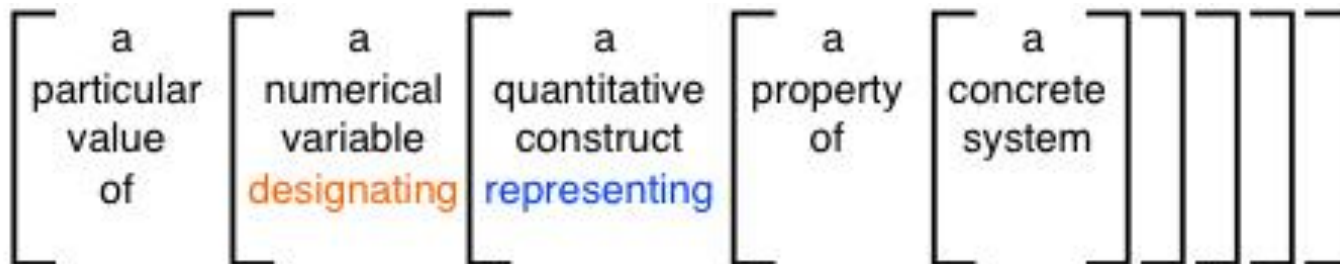 a
particular
value
of
a
numerical
variable
designating
a
quantitative
construct
representing
a
property
of
a
concrete
system